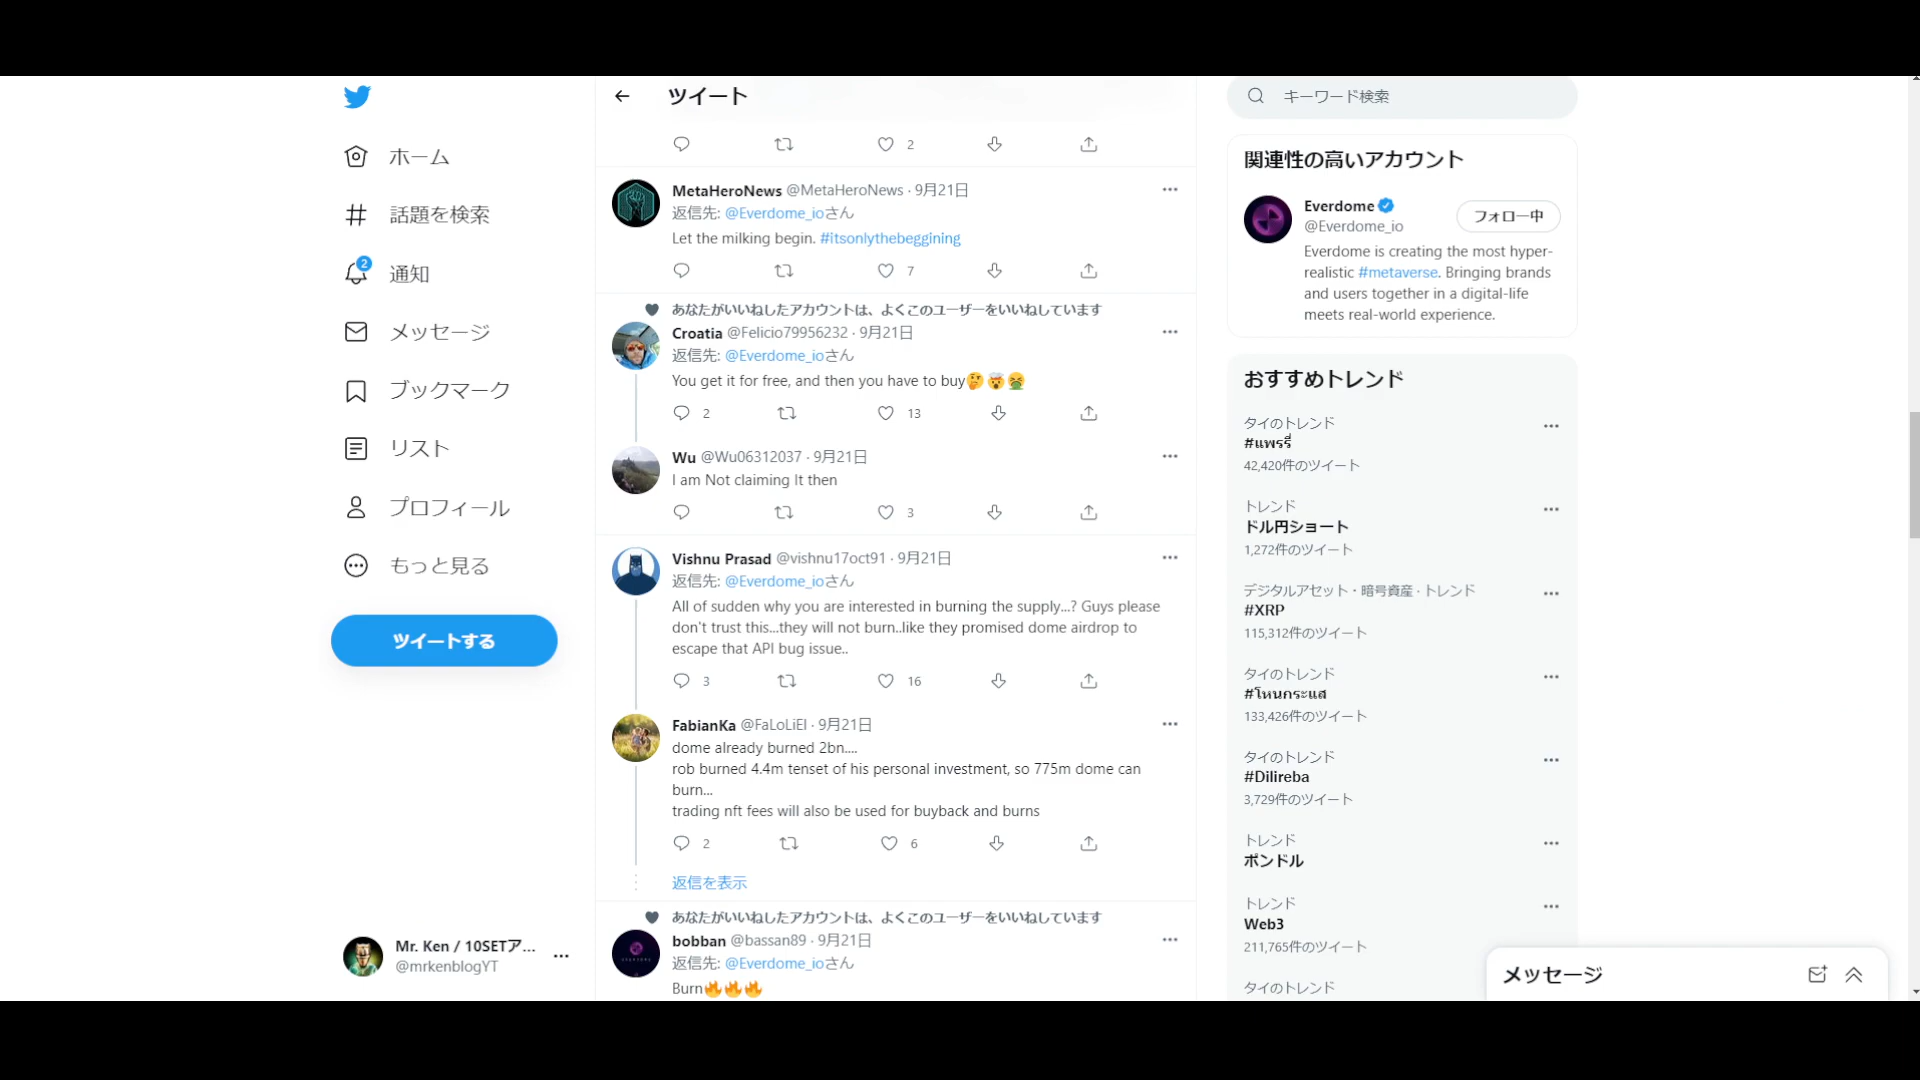 ホーム
話題を検索
2
通知
メッセージ
ブックマーク
リスト
プロフィール
もっと見る
ツイートする
Mr. Ken / 10SETア...
@mrkenblogYT
ツイート
2
MetaHeroNews @MetaHeroNews · 9月21日
返信先: @Everdome_ioさん
Let the milking begin. #itsonlythebeggining
7
あなたがいいねしたアカウントは、よくこのユーザーをいいねしています
Croatia @Felicio79956232 · 9月21日
返信先: @Everdome_ioさん
You get it for free, and then you have to buy🤔🤯🤮
2 13
Wu @Wu06312037 · 9月21日
I am Not claiming It then
3
Vishnu Prasad @vishnu17oct91 · 9月21日
返信先: @Everdome_ioさん
All of sudden why you are interested in burning the supply...? Guys please
don't trust this...they will not burn..like they promised dome airdrop to
escape that API bug issue..
3 16
FabianKa @FaLoLiEl · 9月21日
dome already burned 2bn....
rob burned 4.4m tenset of his personal investment, so 775m dome can
burn...
trading nft fees will also be used for buyback and burns
2 6
返信を表示
あなたがいいねしたアカウントは、よくこのユーザーをいいねしています
bobban @bassan89 · 9月21日
返信先: @Everdome_ioさん
Burn🔥🔥🔥
キーワード検索
関連性の高いアカウント
Everdome
@Everdome_io
フォロー中
Everdome is creating the most hyper-
realistic #metaverse. Bringing brands
and users together in a digital-life
meets real-world experience.
おすすめトレンド
タイのトレンド
#แพรรี่
42,420件のツイート
トレンド
ドル円ショート
1,272件のツイート
デジタルアセット・暗号資産 · トレンド
#XRP
115,312件のツイート
タイのトレンド
#โหนกระแส
133,426件のツイート
タイのトレンド
#Dilireba
3,729件のツイート
トレンド
ポンドル
トレンド
Web3
211,765件のツイート
タイのトレンド
メッセージ